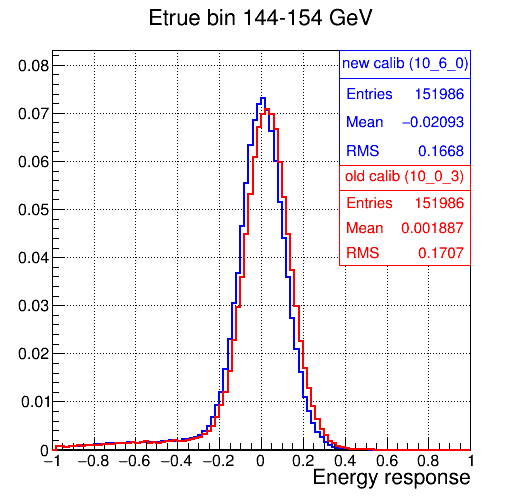 Etrue bin 144-154 GeV
new calib (10_6_0)
Entries 151986
Mean −0.02093
RMS 0.1668
old calib (10_0_3)
Entries 151986
Mean 0.001887
RMS 0.1707
0.08
0.07
0.06
0.05
0.04
0.03
0.02
0.01
0
−1 −0.8 −0.6 −0.4 −0.2 0 0.2 0.4 0.6 0.8 1
Energy response